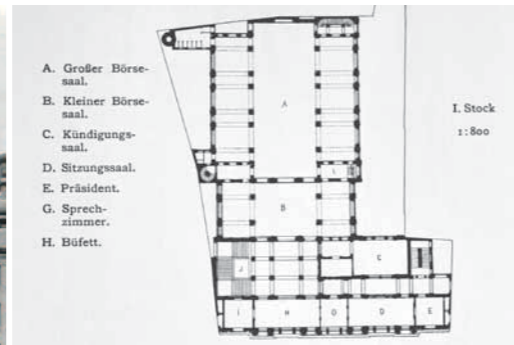 A. Großer Börse-
saal.
B. Kleiner Börse-
saal.
C. Kündigungs-
saal.
D. Sitzungssaal.
E. Präsident.
G. Sprech-
zimmer.
H. Büfett.
I. Stock
1:800
A
B
C
J
I
H
G
D
E